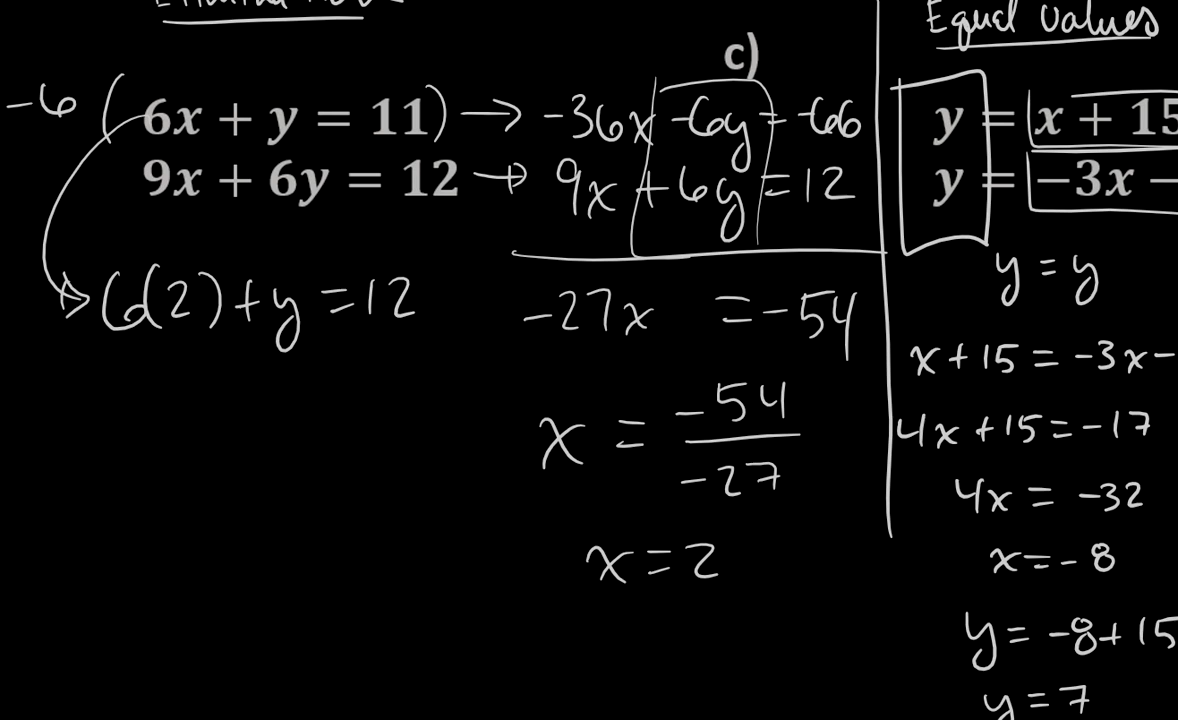 c)
-6 (6x + y = 11) → -36x -6y = -66
9x + 6y = 12 → 9x + 6y = 12
6(2) + y = 12
-27x = -54
x = -54/-27
x = 2
Equal values
y = x + 15
y = -3x -
y = y
x + 15 = -3x -
4x + 15 = -17
4x = -32
x = -8
y = -8 + 15
y = 7